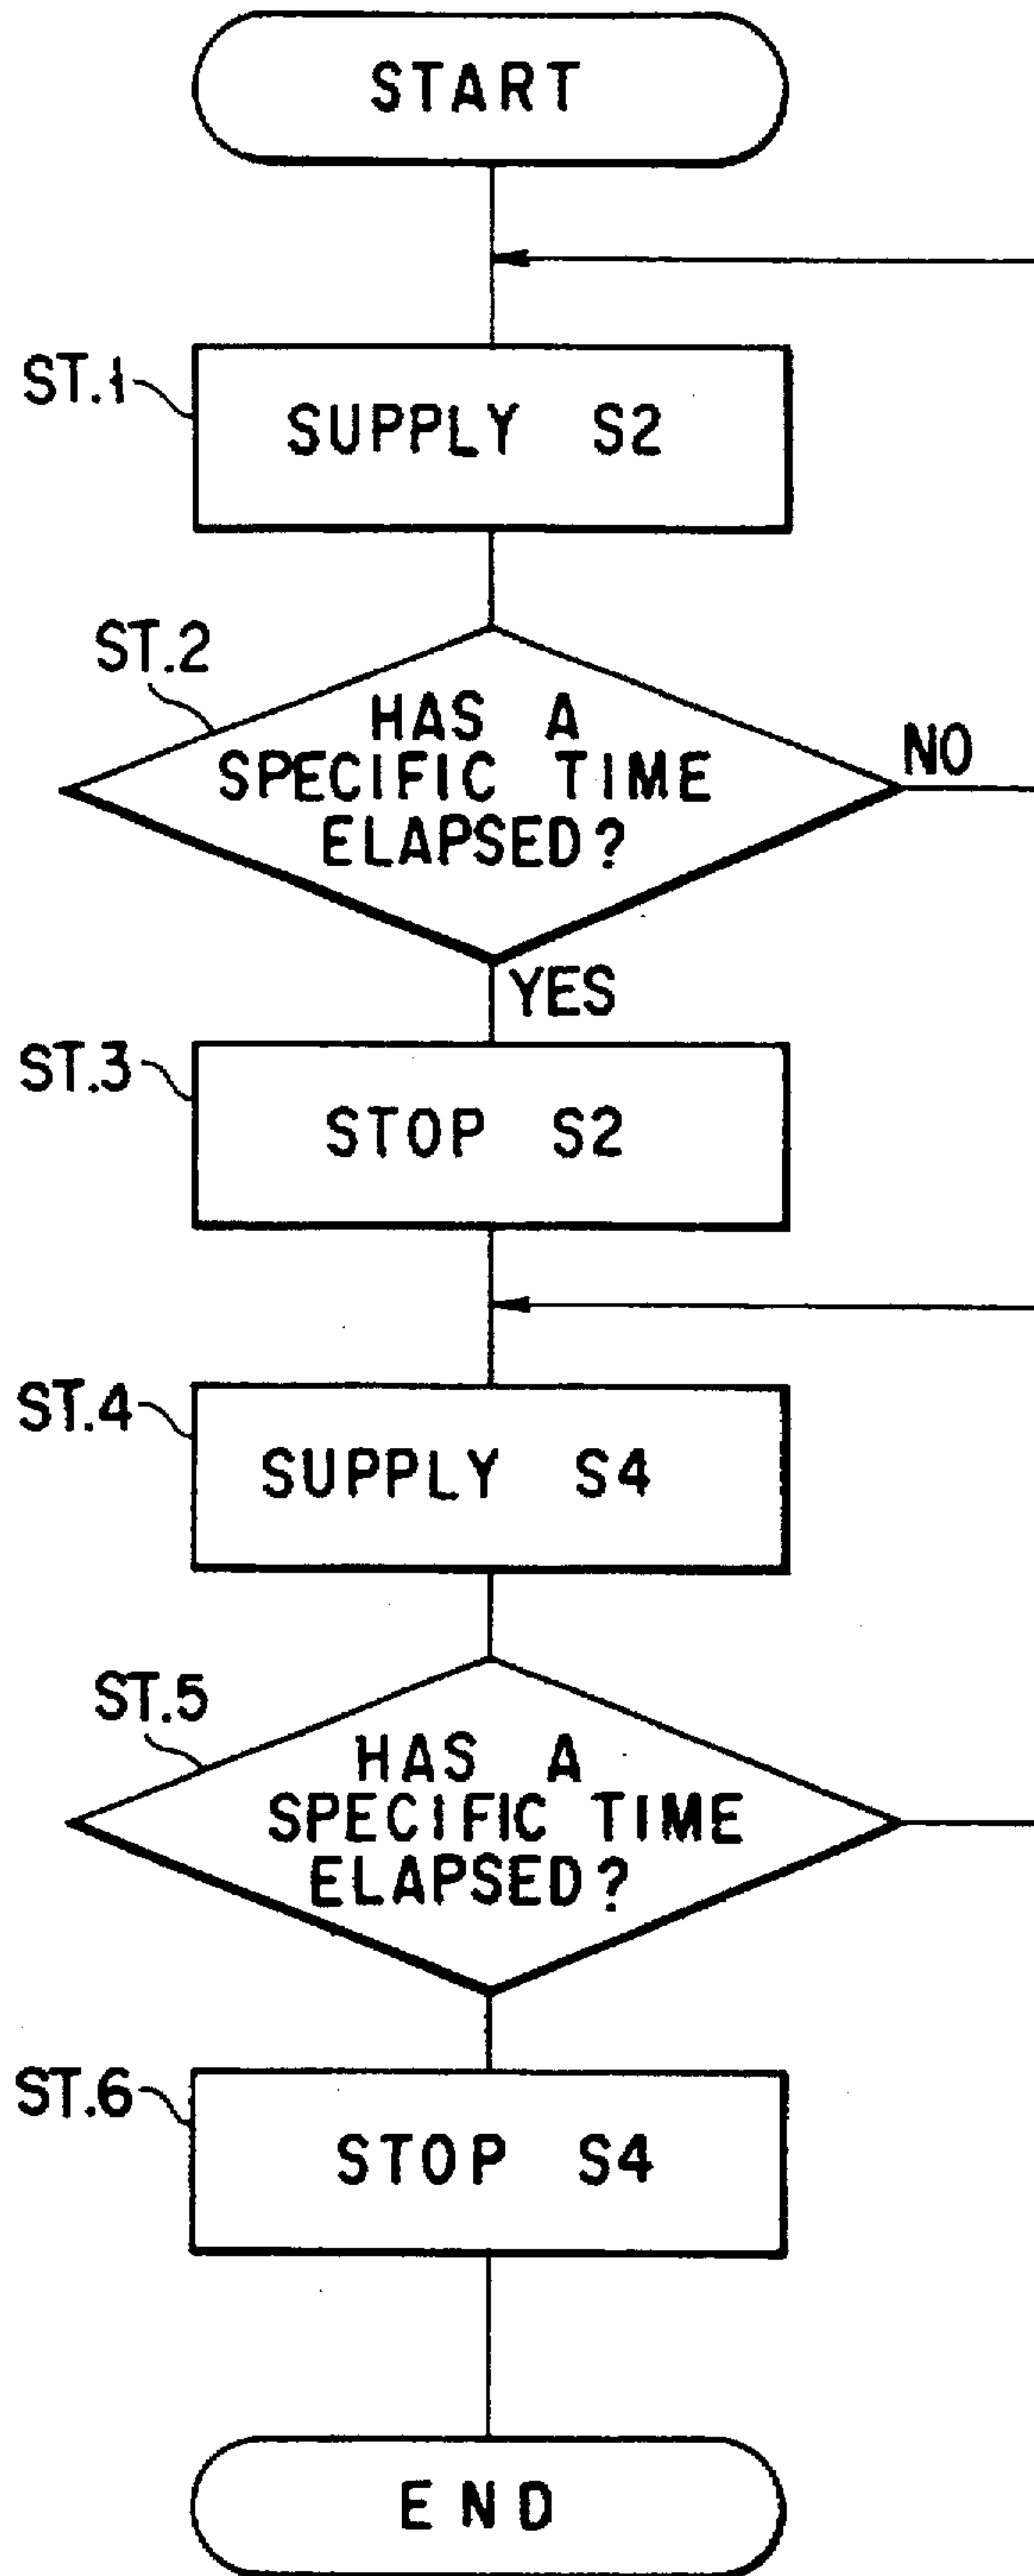 START
ST.1
SUPPLY S2
ST.2
HAS A
SPECIFIC TIME
ELAPSED?
NO
YES
ST.3
STOP S2
ST.4
SUPPLY S4
ST.5
HAS A
SPECIFIC TIME
ELAPSED?
ST.6
STOP S4
END